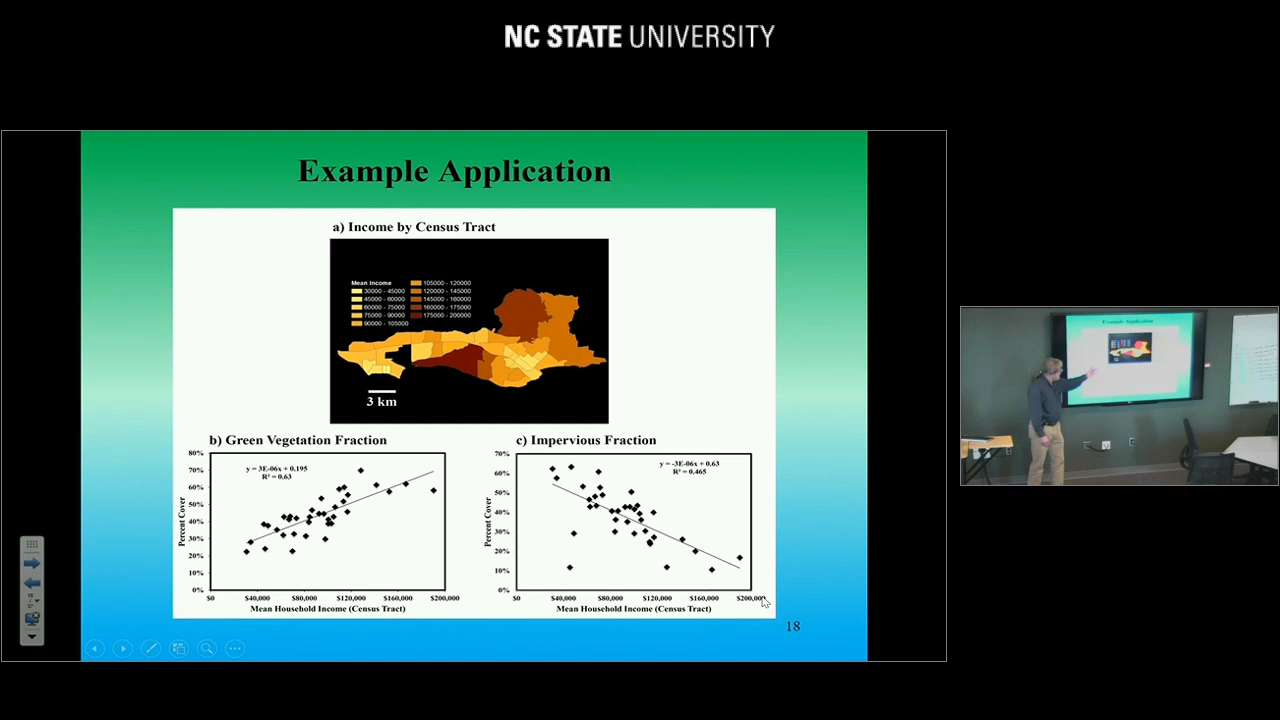 NC STATE UNIVERSITY
Example Application
a) Income by Census Tract
Mean Income
30000 - 45000
45000 - 60000
60000 - 75000
75000 - 90000
90000 - 105000
105000 - 120000
120000 - 145000
145000 - 160000
160000 - 175000
175000 - 200000
3 km
b) Green Vegetation Fraction
y = 3E-06x + 0.195
R² = 0.63
Percent Cover
80%
70%
60%
50%
40%
30%
20%
10%
0%
$0 $40,000 $80,000 $120,000 $160,000 $200,000
Mean Household Income (Census Tract)
c) Impervious Fraction
y = -3E-06x + 0.63
R² = 0.465
Percent Cover
70%
60%
50%
40%
30%
20%
10%
0%
$0 $40,000 $80,000 $120,000 $160,000 $200,000
Mean Household Income (Census Tract)
18
Example Application